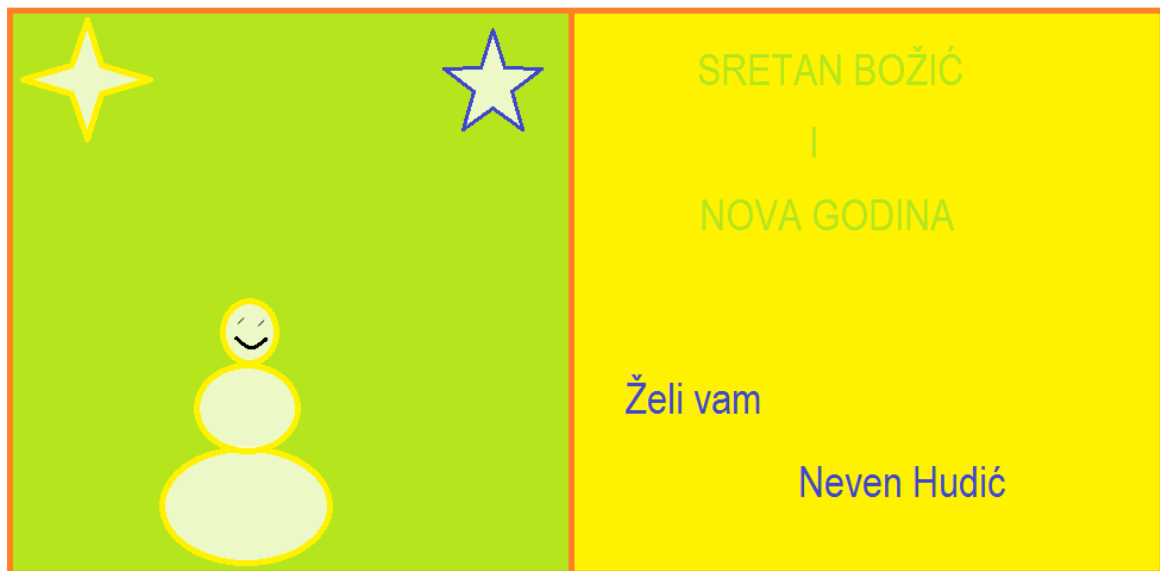 SRETAN BOŽIĆ
I
NOVA GODINA
Želi vam
Neven Hudić